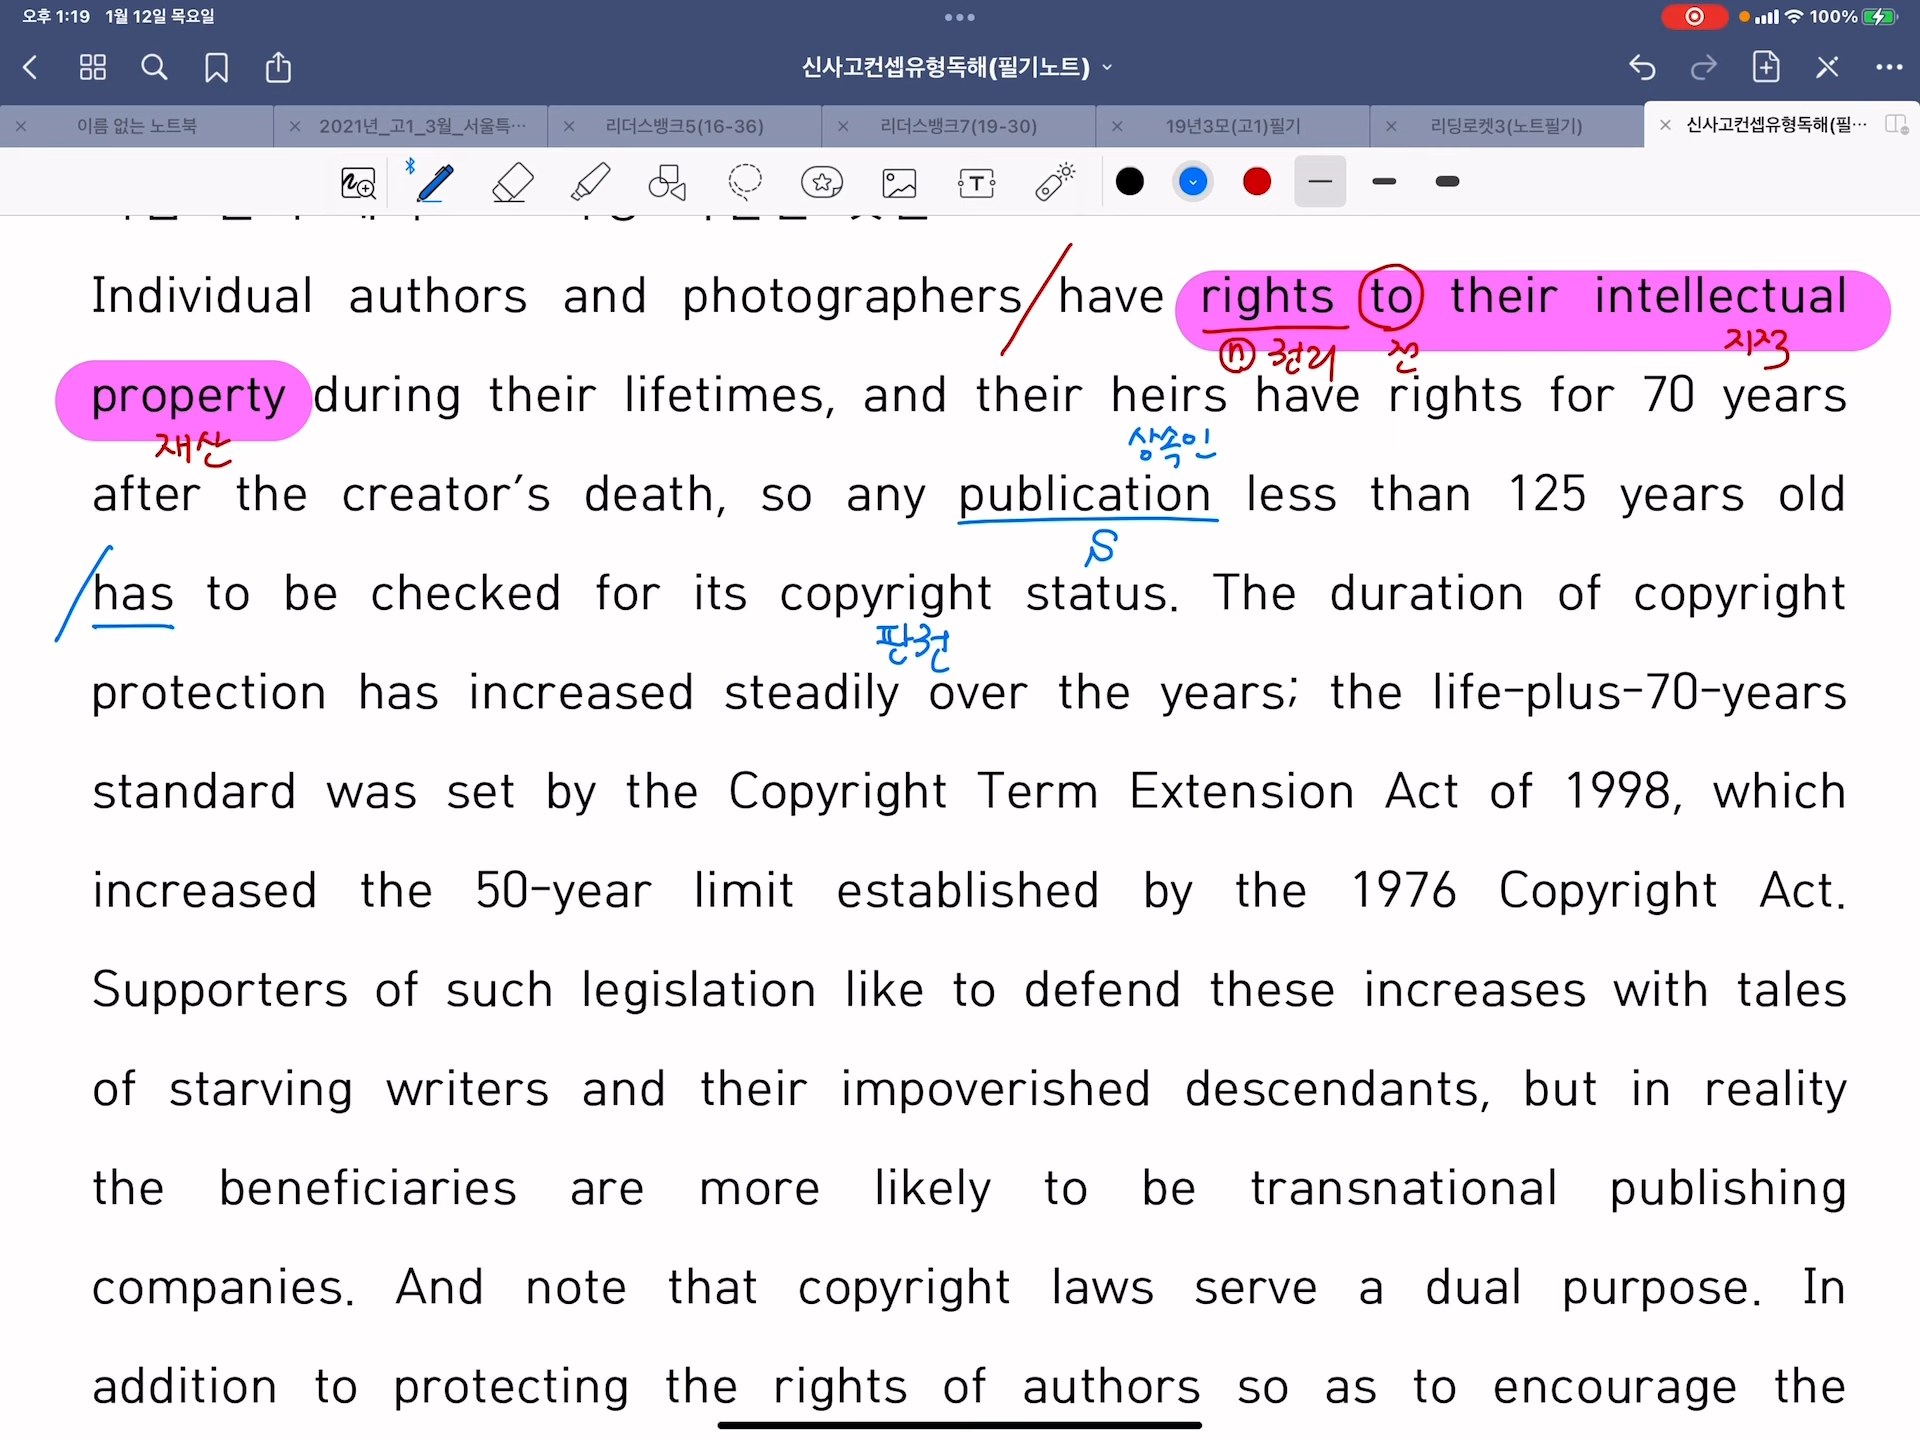 오후 1:19 1월 12일 목요일
100%
신사고컨셉유형독해(필기노트)
이름 없는 노트북
2021년_고1_3월_서울특…
리더스뱅크5(16-36)
리더스뱅크7(19-30)
19년3모(고1)필기
리딩로켓3(노트필기)
신사고컨셉유형독해(필…
Individual authors and photographers have rights to their intellectual
ⓝ 권리 전 지적
property during their lifetimes, and their heirs have rights for 70 years
재산 상속인
after the creator's death, so any publication less than 125 years old
S
has to be checked for its copyright status. The duration of copyright
판권
protection has increased steadily over the years; the life-plus-70-years
standard was set by the Copyright Term Extension Act of 1998, which
increased the 50-year limit established by the 1976 Copyright Act.
Supporters of such legislation like to defend these increases with tales
of starving writers and their impoverished descendants, but in reality
the beneficiaries are more likely to be transnational publishing
companies. And note that copyright laws serve a dual purpose. In
addition to protecting the rights of authors so as to encourage the